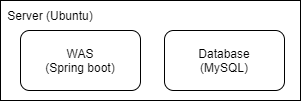 Server (Ubuntu)
WAS
(Spring boot)
Database
(MySQL)